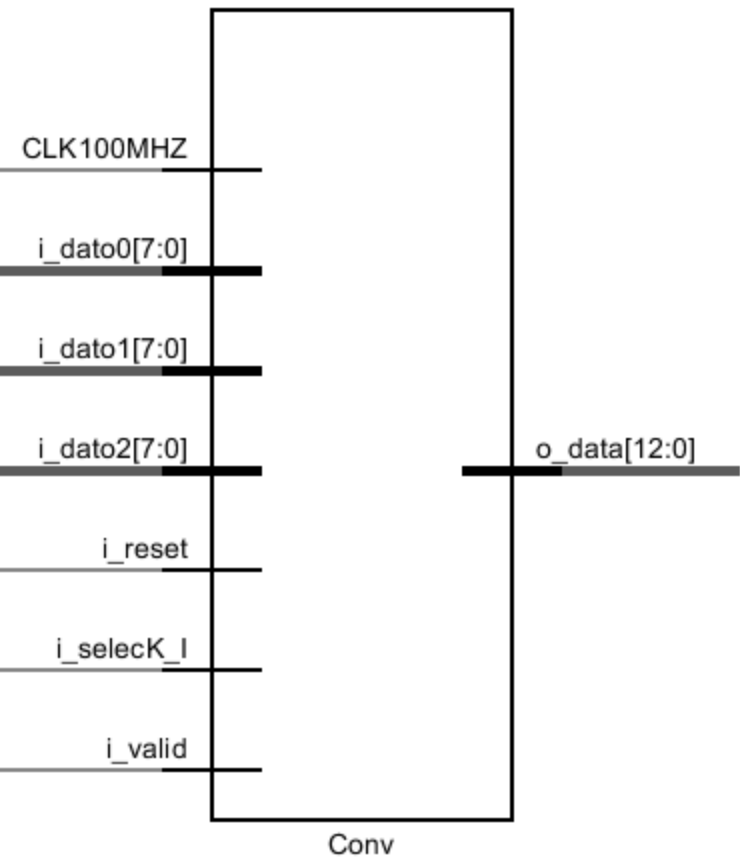 CLK100MHZ
i_dato0[7:0]
i_dato1[7:0]
i_dato2[7:0]
o_data[12:0]
i_reset
i_selecK_I
i_valid
Conv